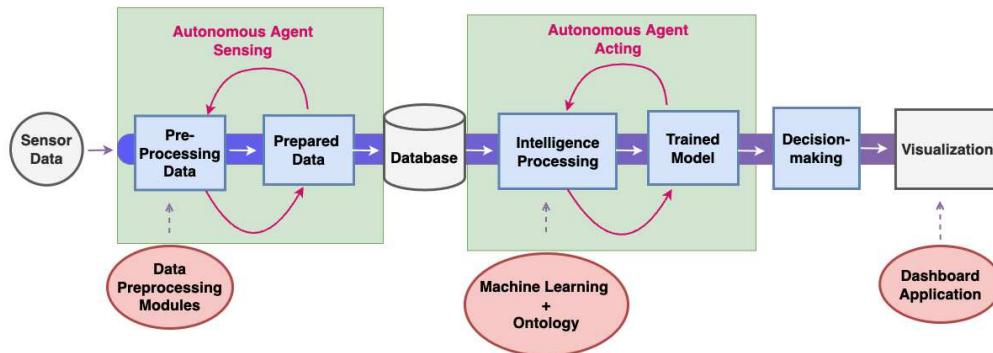 Autonomous Agent
Sensing
Autonomous Agent
Acting
Sensor
Data
Pre-
Processing
Data
Prepared
Data
Database
Intelligence
Processing
Trained
Model
Decision-
making
Visualization
Data
Preprocessing
Modules
Machine Learning
+
Ontology
Dashboard
Application